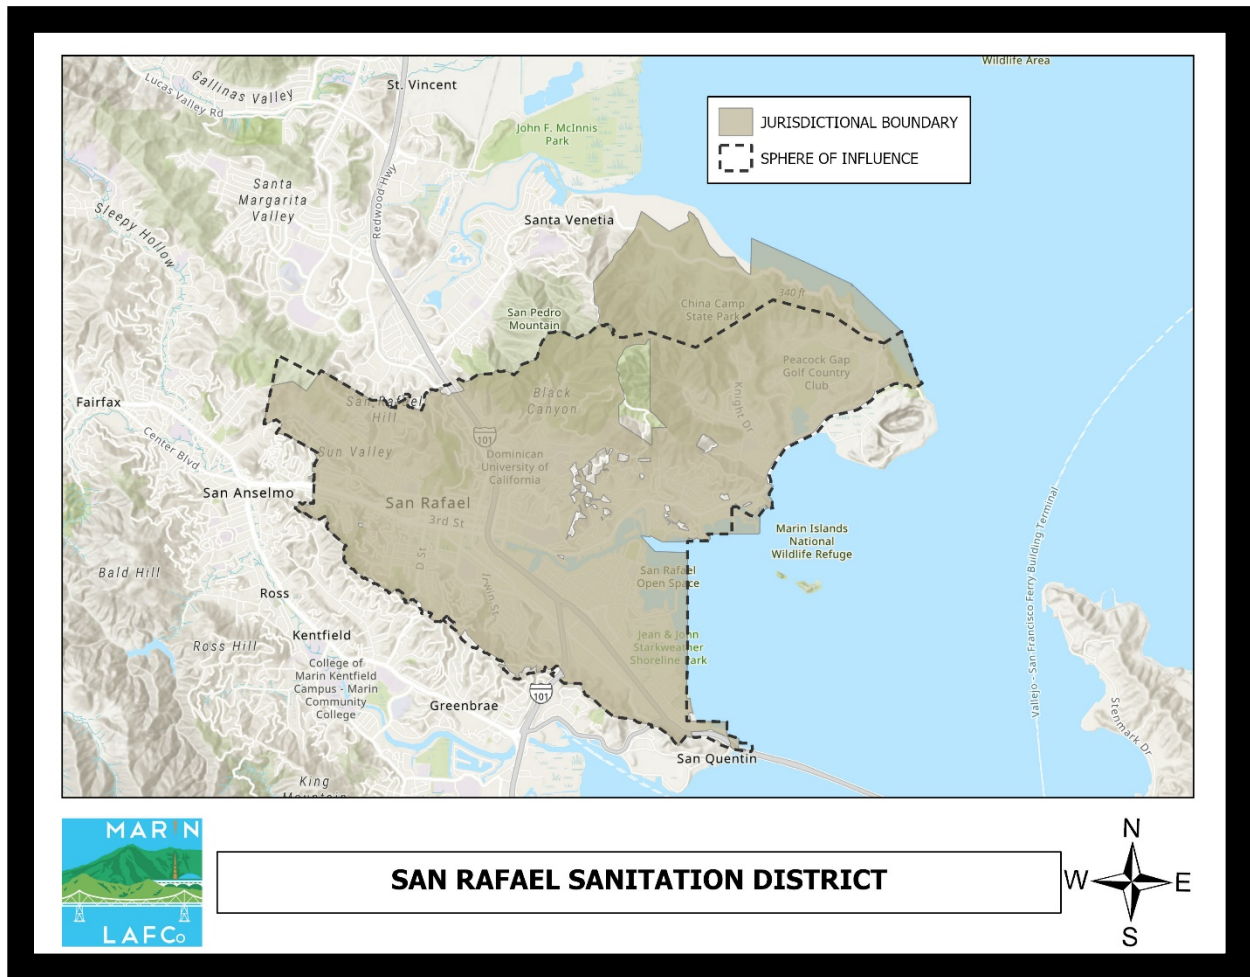 Wildlife Area
Gallinas Valley
Lucas Valley Rd
St. Vincent
John F. McInnis
Park
JURISDICTIONAL BOUNDARY
SPHERE OF INFLUENCE
Santa
Margarita
Valley
Redwood Hwy
Sleepy Hollow
Santa Venetia
340 ft
China Camp
State Park
San Pedro
Mountain
Peacock Gap
Golf Country
Club
Fairfax
San Rafael
Hill
Black
Canyon
Knight Dr
Center Blvd
Sun Valley
101
Dominican
University of
California
San Anselmo
San Rafael
3rd St
D St
Irwin St
Marin Islands
National
Wildlife Refuge
San Rafael
Open Space
Bald Hill
Ross
Ross Hill
Kentfield
College of
Marin Kentfield
Campus - Marin
Community
College
Jean & John
Starkweather
Shoreline Park
101
Greenbrae
San Quentin
King
Mountain
Vallejo - San Francisco Ferry Building Terminal
Stenmark Dr
MARIN
LAFCo
SAN RAFAEL SANITATION DISTRICT
N
W
E
S